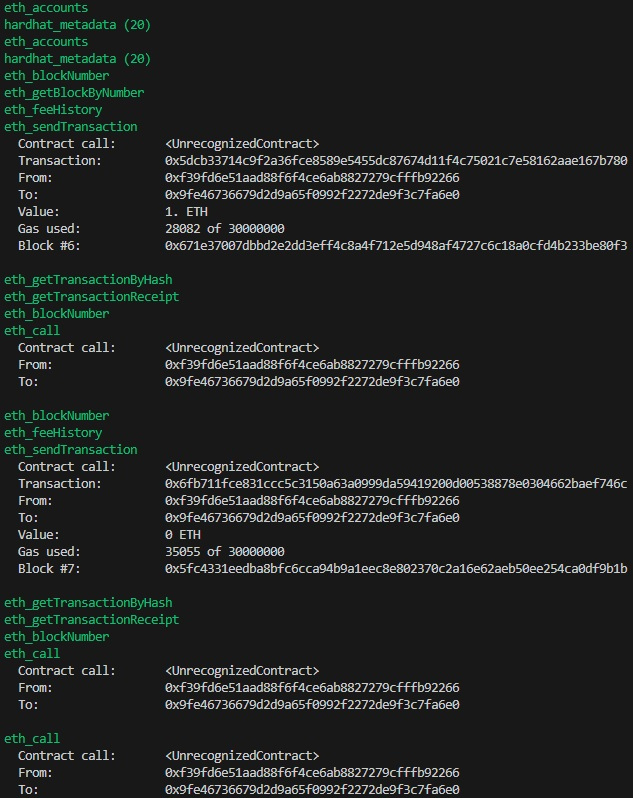 eth_accounts
hardhat_metadata (20)
eth_accounts
hardhat_metadata (20)
eth_blockNumber
eth_getBlockByNumber
eth_feeHistory
eth_sendTransaction
Contract call: <UnrecognizedContract>
Transaction: 0x5dcb33714c9f2a36fce8589e5455dc87674d11f4c75021c7e58162aae167b780
From: 0xf39fd6e51aad88f6f4ce6ab8827279cfffb92266
To: 0x9fe46736679d2d9a65f0992f2272de9f3c7fa6e0
Value: 1. ETH
Gas used: 28082 of 30000000
Block #6: 0x671e37007dbbd2e2dd3eff4c8a4f712e5d948af4727c6c18a0cfd4b233be80f3
eth_getTransactionByHash
eth_getTransactionReceipt
eth_blockNumber
eth_call
Contract call: <UnrecognizedContract>
From: 0xf39fd6e51aad88f6f4ce6ab8827279cfffb92266
To: 0x9fe46736679d2d9a65f0992f2272de9f3c7fa6e0
eth_blockNumber
eth_feeHistory
eth_sendTransaction
Contract call: <UnrecognizedContract>
Transaction: 0x6fb711fce831ccc5c3150a63a0999da59419200d00538878e0304662baef746c
From: 0xf39fd6e51aad88f6f4ce6ab8827279cfffb92266
To: 0x9fe46736679d2d9a65f0992f2272de9f3c7fa6e0
Value: 0 ETH
Gas used: 35055 of 30000000
Block #7: 0x5fc4331eedba8bfc6cca94b9a1eec8e802370c2a16e62aeb50ee254ca0df9b1b
eth_getTransactionByHash
eth_getTransactionReceipt
eth_blockNumber
eth_call
Contract call: <UnrecognizedContract>
From: 0xf39fd6e51aad88f6f4ce6ab8827279cfffb92266
To: 0x9fe46736679d2d9a65f0992f2272de9f3c7fa6e0
eth_call
Contract call: <UnrecognizedContract>
From: 0xf39fd6e51aad88f6f4ce6ab8827279cfffb92266
To: 0x9fe46736679d2d9a65f0992f2272de9f3c7fa6e0